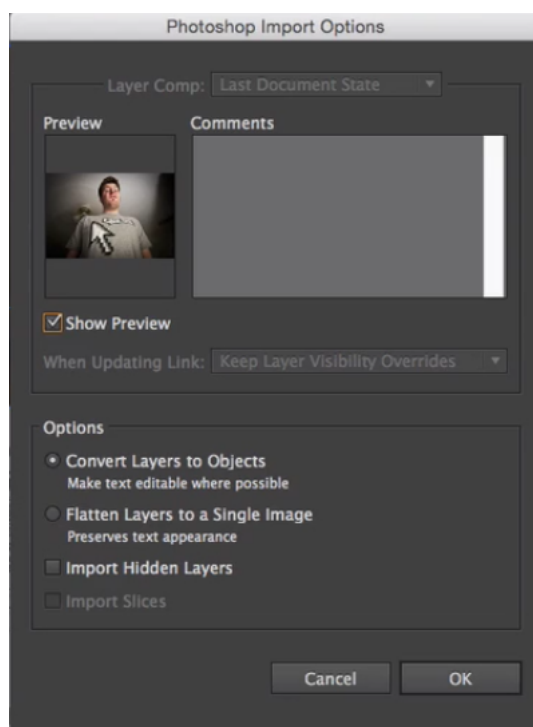 Photoshop Import Options
Layer Comp: Last Document State
Preview Comments
Show Preview
When Updating Link: Keep Layer Visibility Overrides
Options
Convert Layers to Objects
Make text editable where possible
Flatten Layers to a Single Image
Preserves text appearance
Import Hidden Layers
Import Slices
Cancel OK